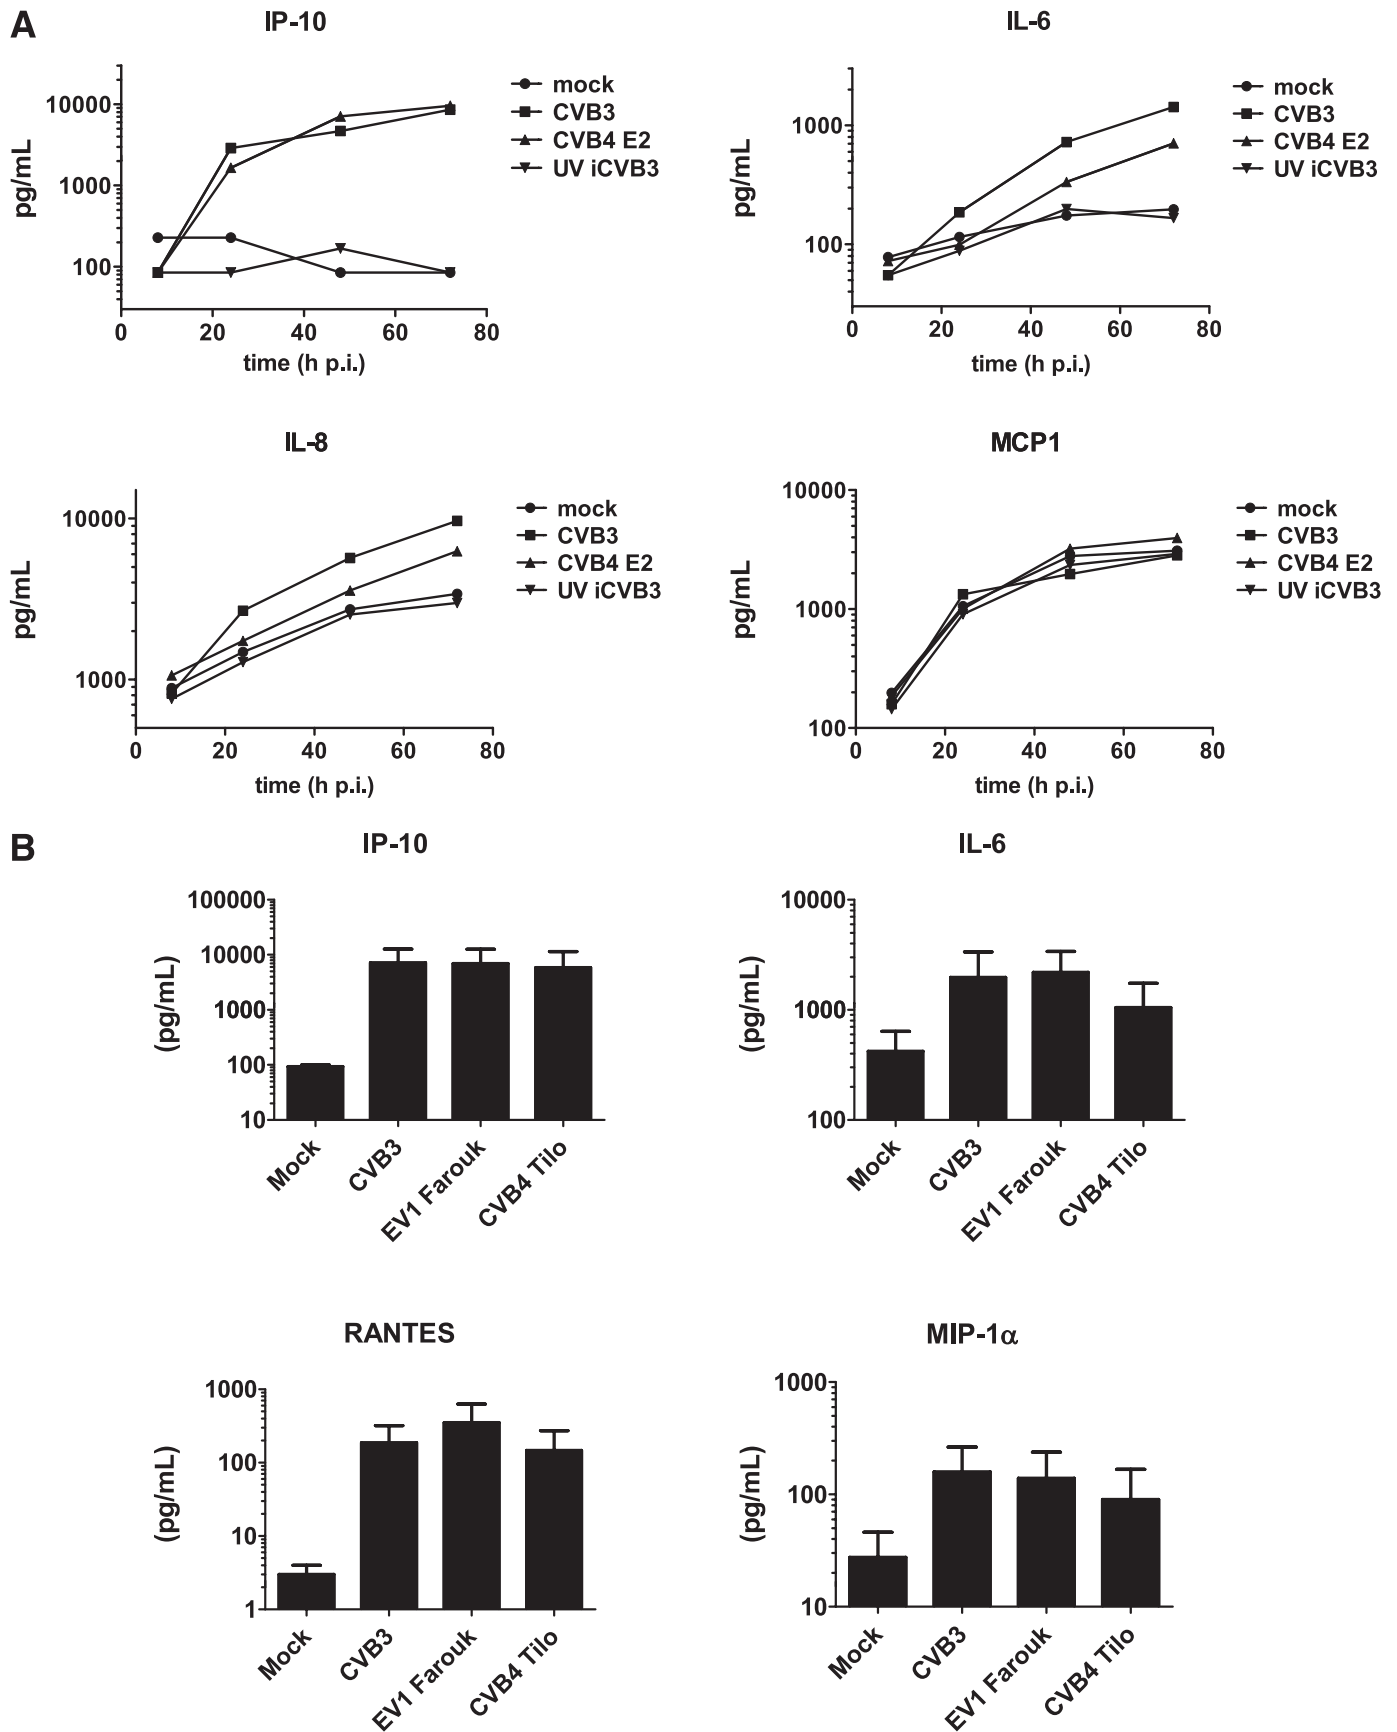 A
IP-10
10000
1000
100
pg/mL
0 20 40 60 80
time (h p.i.)
mock
CVB3
CVB4 E2
UV iCVB3
IL-6
1000
100
pg/mL
0 20 40 60 80
time (h p.i.)
mock
CVB3
CVB4 E2
UV iCVB3
IL-8
10000
1000
pg/mL
0 20 40 60 80
time (h p.i.)
mock
CVB3
CVB4 E2
UV iCVB3
MCP1
10000
1000
100
pg/mL
0 20 40 60 80
time (h p.i.)
mock
CVB3
CVB4 E2
UV iCVB3
B
IP-10
100000
10000
1000
100
10
(pg/mL)
Mock
CVB3
EV1 Farouk
CVB4 Tilo
IL-6
10000
1000
100
(pg/mL)
Mock
CVB3
EV1 Farouk
CVB4 Tilo
RANTES
1000
100
10
1
(pg/mL)
Mock
CVB3
EV1 Farouk
CVB4 Tilo
MIP-1α
1000
100
10
(pg/mL)
Mock
CVB3
EV1 Farouk
CVB4 Tilo